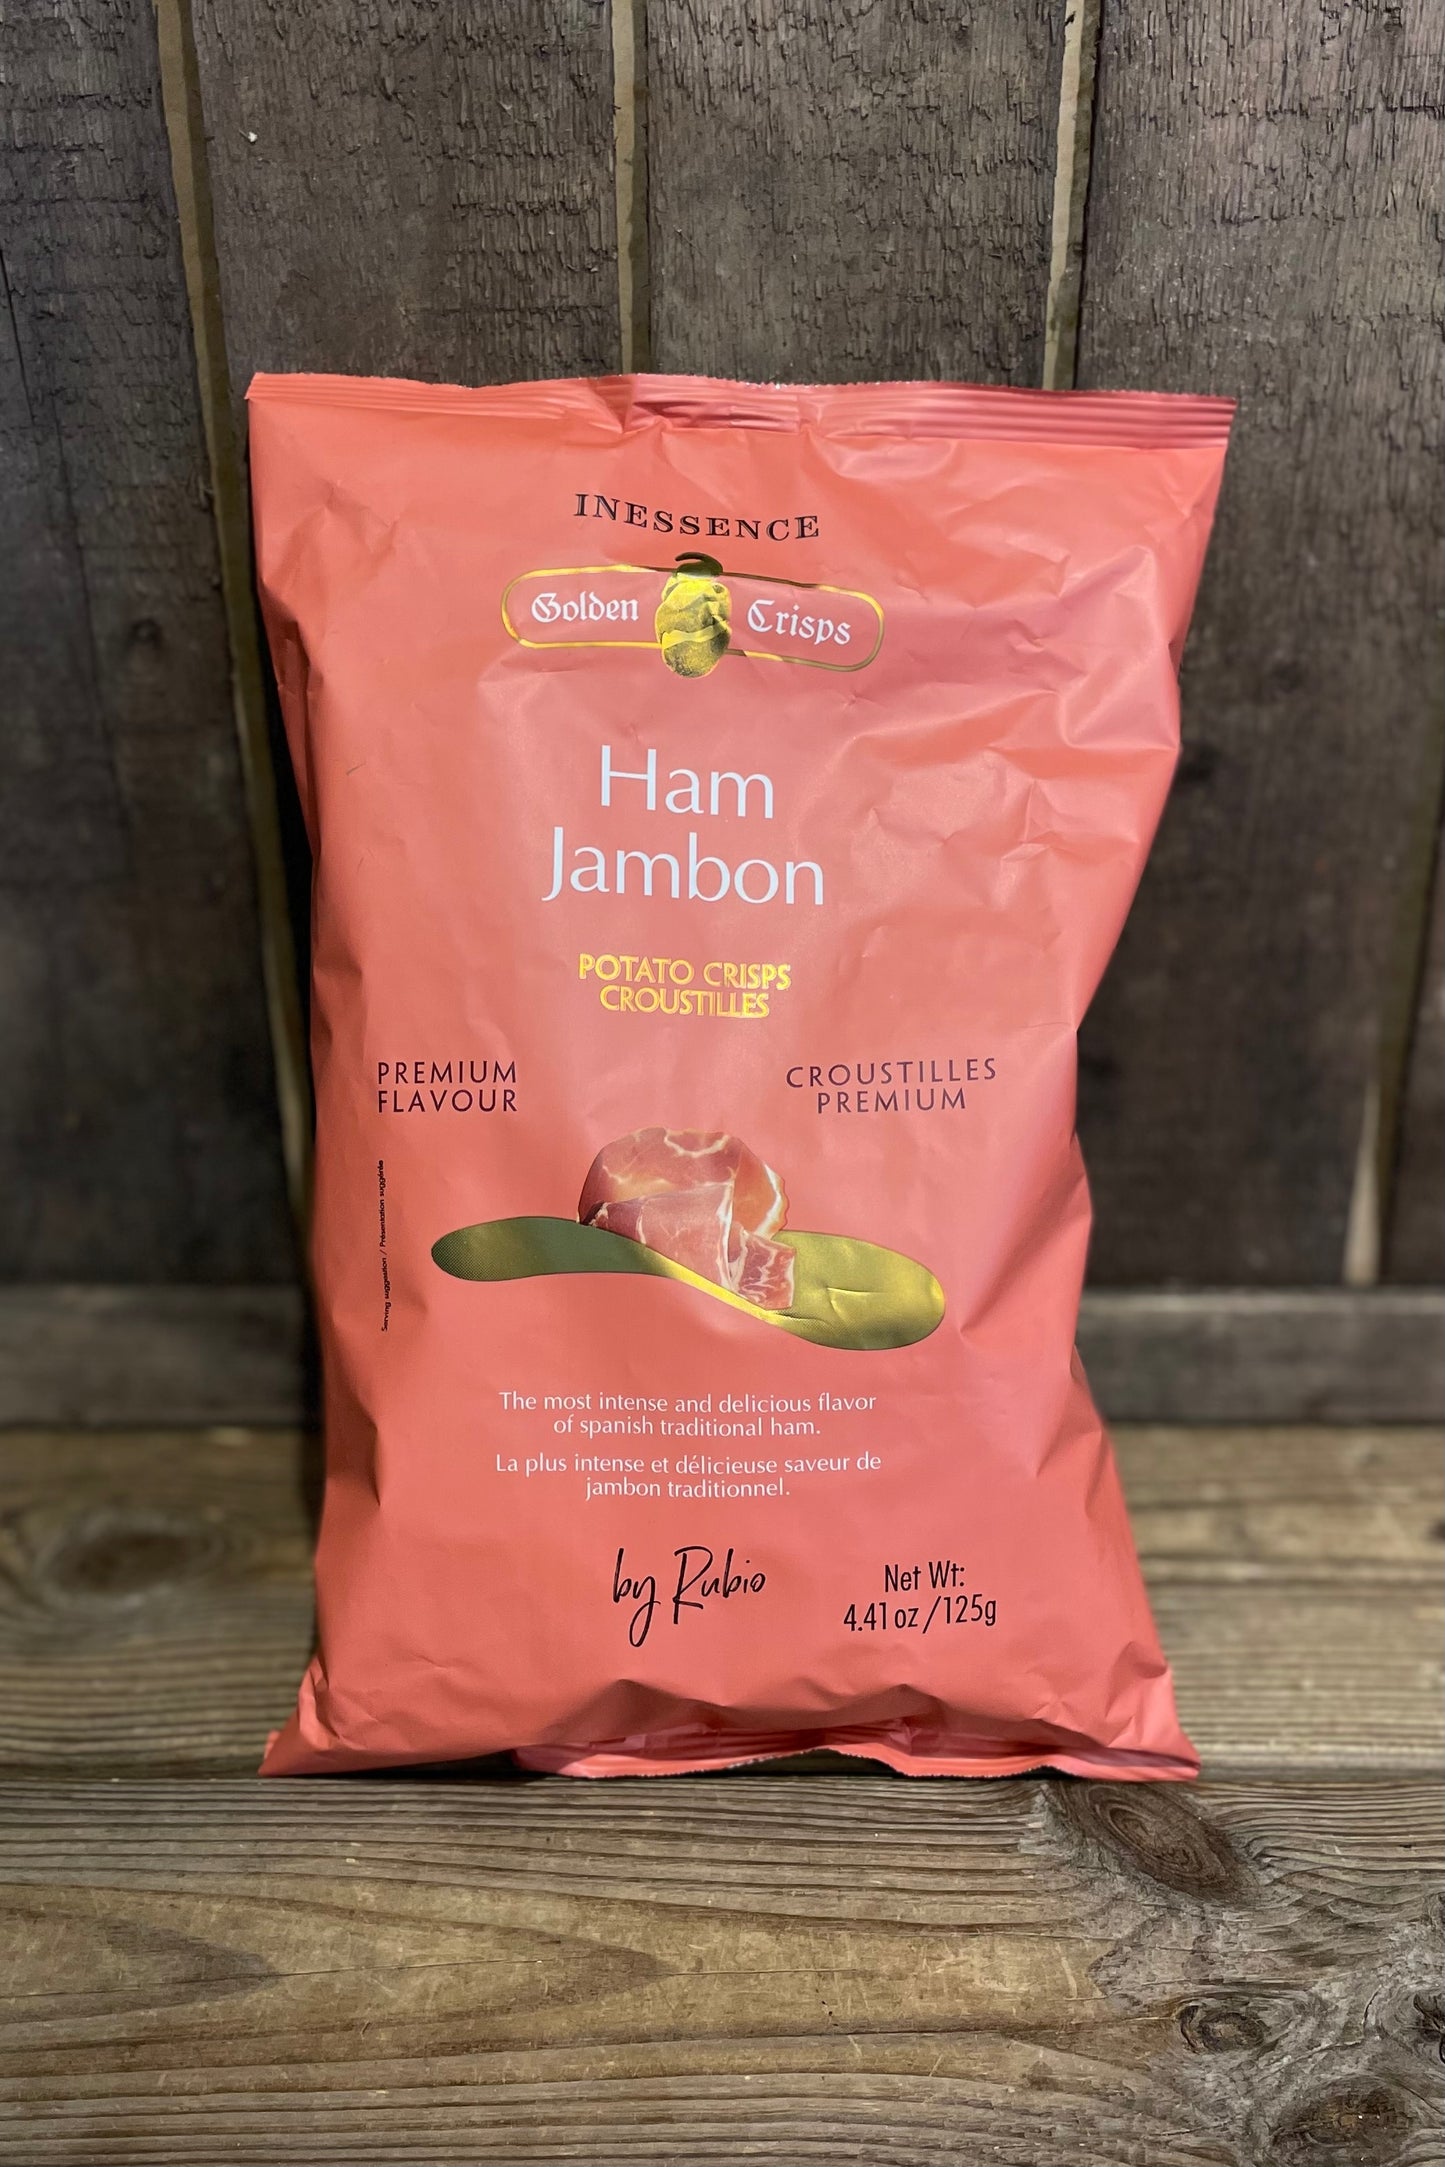 INESSENCE
Golden Crisps
Ham
Jambon
POTATO CRISPS
CROUSTILLES
PREMIUM
FLAVOUR
CROUSTILLES
PREMIUM
Serving suggestion / Présentation suggérée
The most intense and delicious flavor
of spanish traditional ham.
La plus intense et délicieuse saveur de
jambon traditionnel.
by Rubio
Net Wt:
4.41 oz /125g